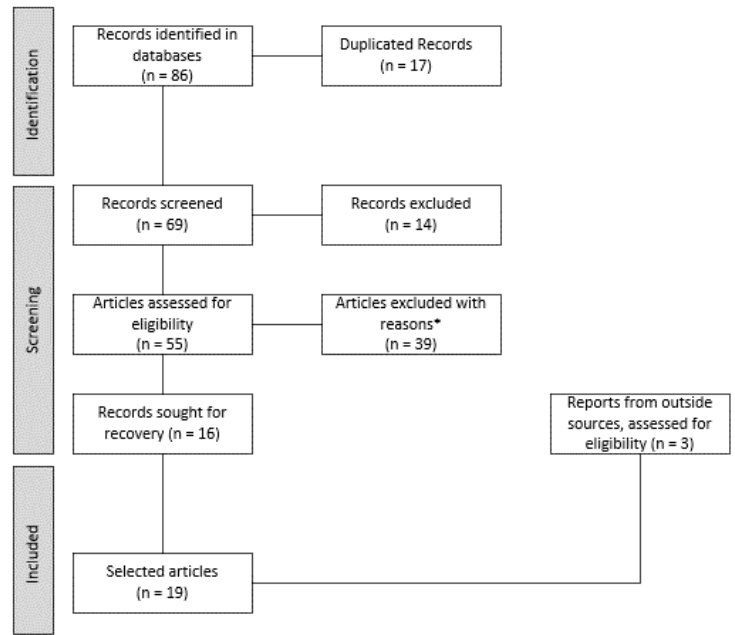 Identification
Records identified in
databases
(n = 86)
Duplicated Records
(n = 17)
Screening
Records screened
(n = 69)
Records excluded
(n = 14)
Articles assessed for
eligibility
(n = 55)
Articles excluded with
reasons*
(n = 39)
Records sought for
recovery (n = 16)
Reports from outside
sources, assessed for
eligibility (n = 3)
Included
Selected articles
(n = 19)